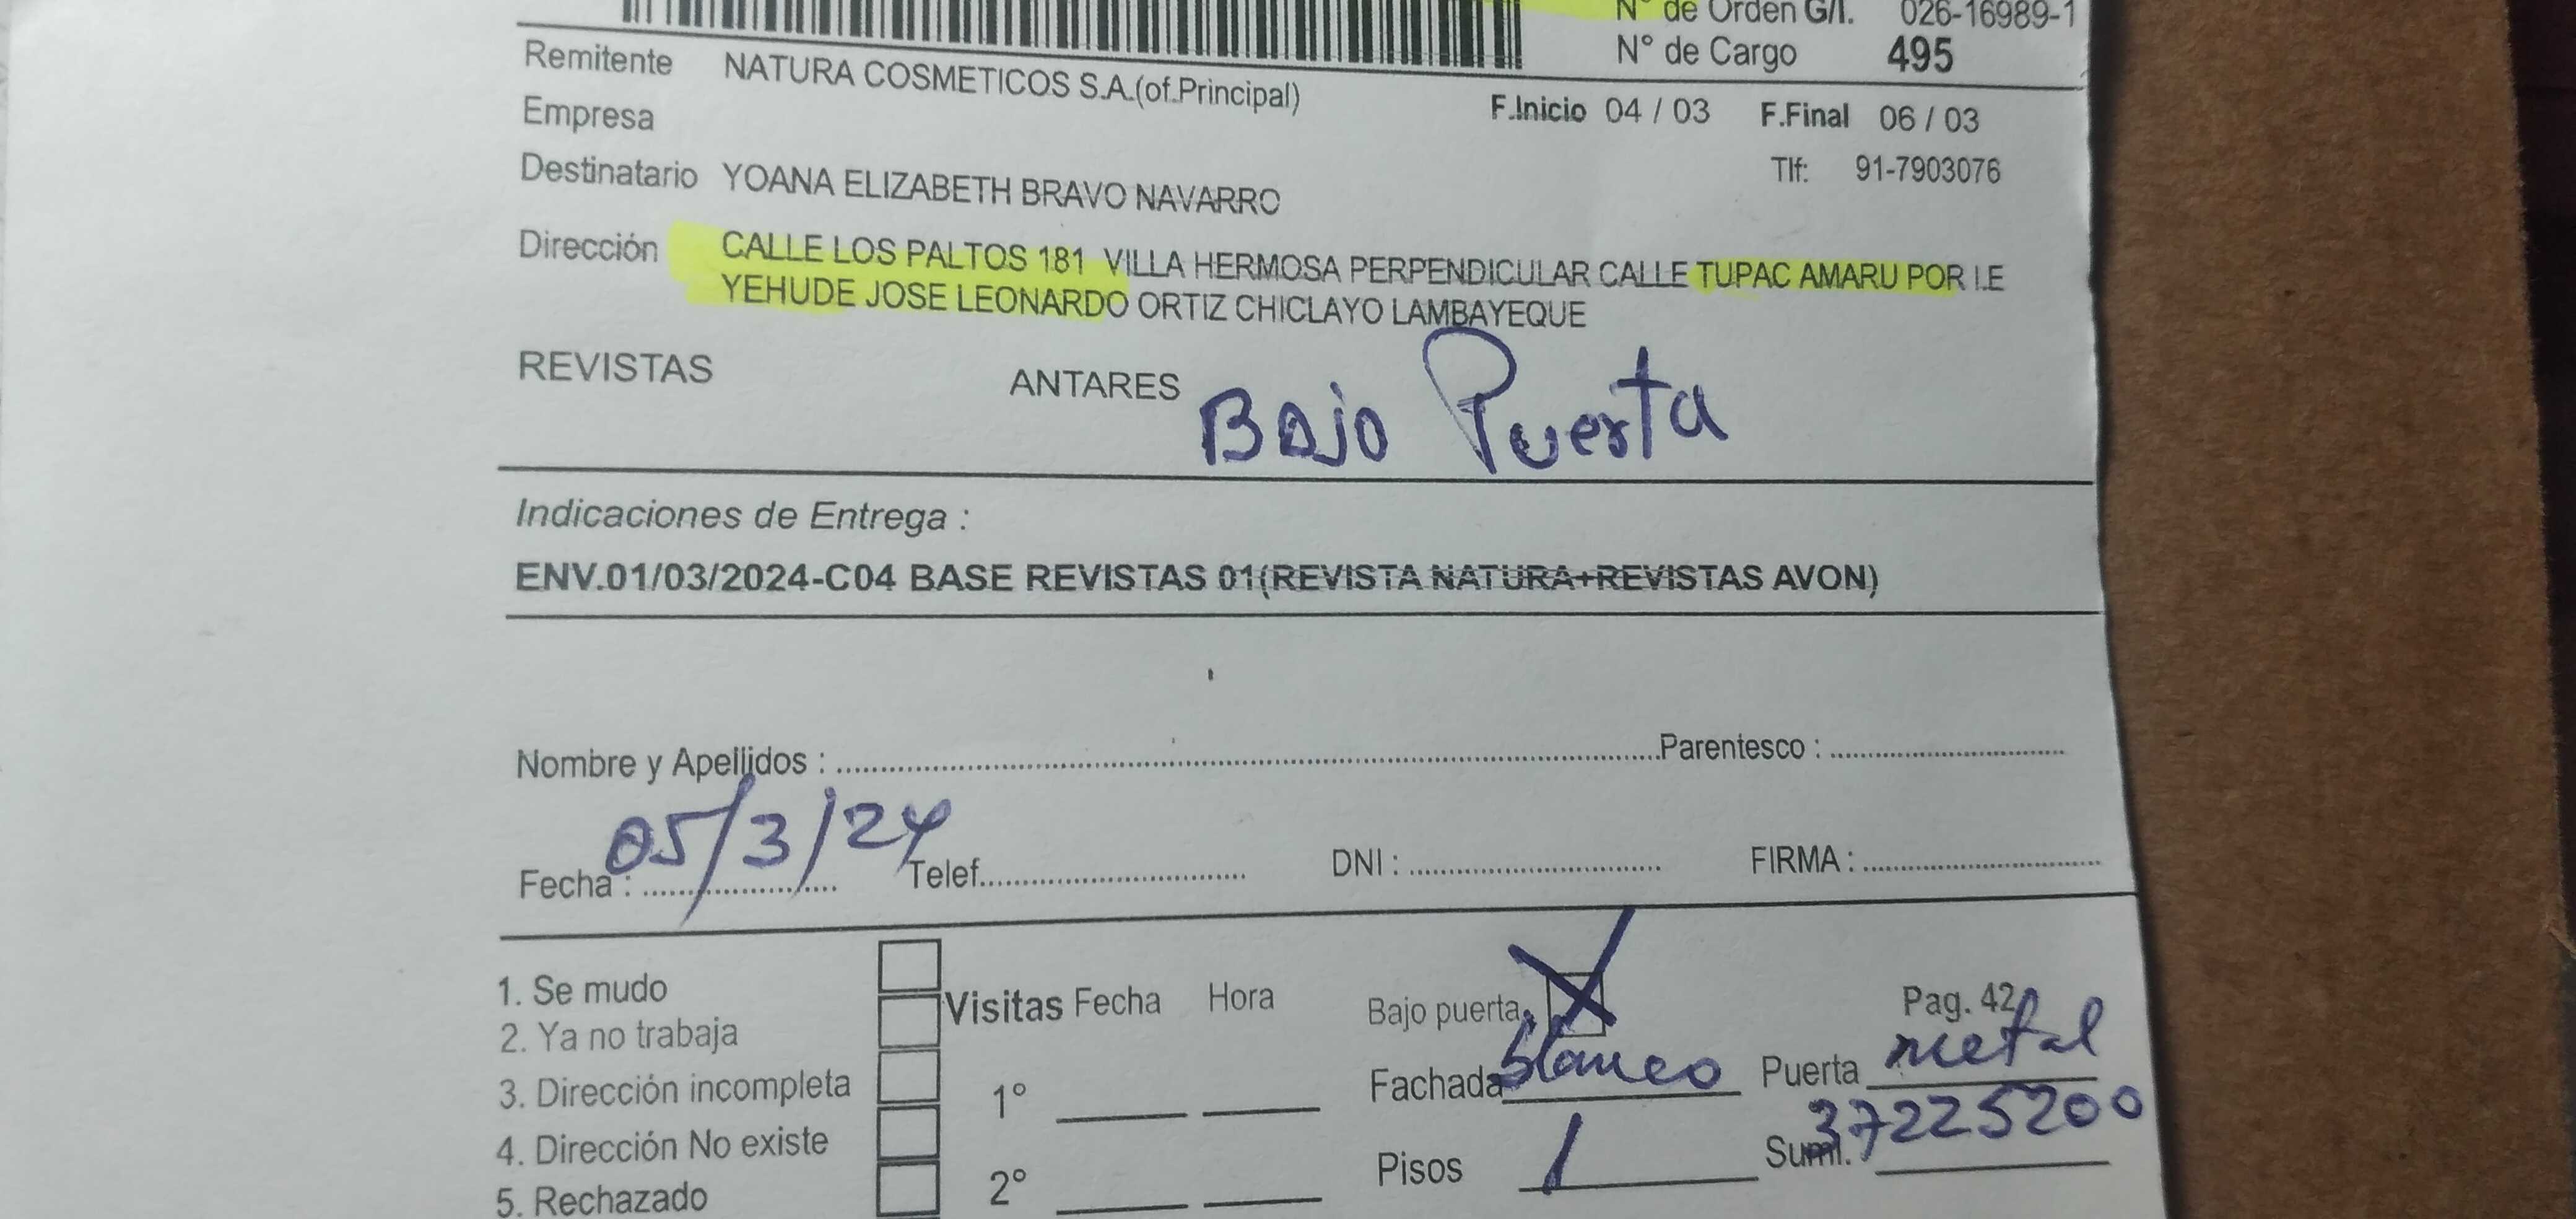 N° de Orden G/I. 026-16989-1
N° de Cargo 495
Remitente NATURA COSMETICOS S.A.(of.Principal)
Empresa
F.Inicio 04 / 03 F.Final 06 / 03
Destinatario YOANA ELIZABETH BRAVO NAVARRO
Tlf: 91-7903076
Dirección CALLE LOS PALTOS 181 VILLA HERMOSA PERPENDICULAR CALLE TUPAC AMARU POR I.E
YEHUDE JOSE LEONARDO ORTIZ CHICLAYO LAMBAYEQUE
REVISTAS ANTARES Bajo Puerta
Indicaciones de Entrega :
ENV.01/03/2024-C04 BASE REVISTAS 01(REVISTA NATURA+REVISTAS AVON)
Nombre y Apellidos : Parentesco :
Fecha : 05/3/24 Telef. DNI : FIRMA :
1. Se mudo
2. Ya no trabaja
3. Dirección incompleta
4. Dirección No existe
5. Rechazado
Visitas Fecha Hora
1°
2°
Bajo puerta X Pag. 42
Fachada blanco Puerta metal
Pisos 1 Sumi. 37225200